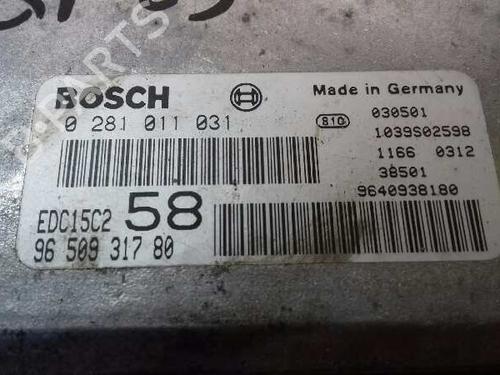 BOSCH
Made in Germany
0 281 011 031
810
030501
1039S02598
1166 0312
38501
9640938180
EDC15C2 58
96 509 317 80
PARTS